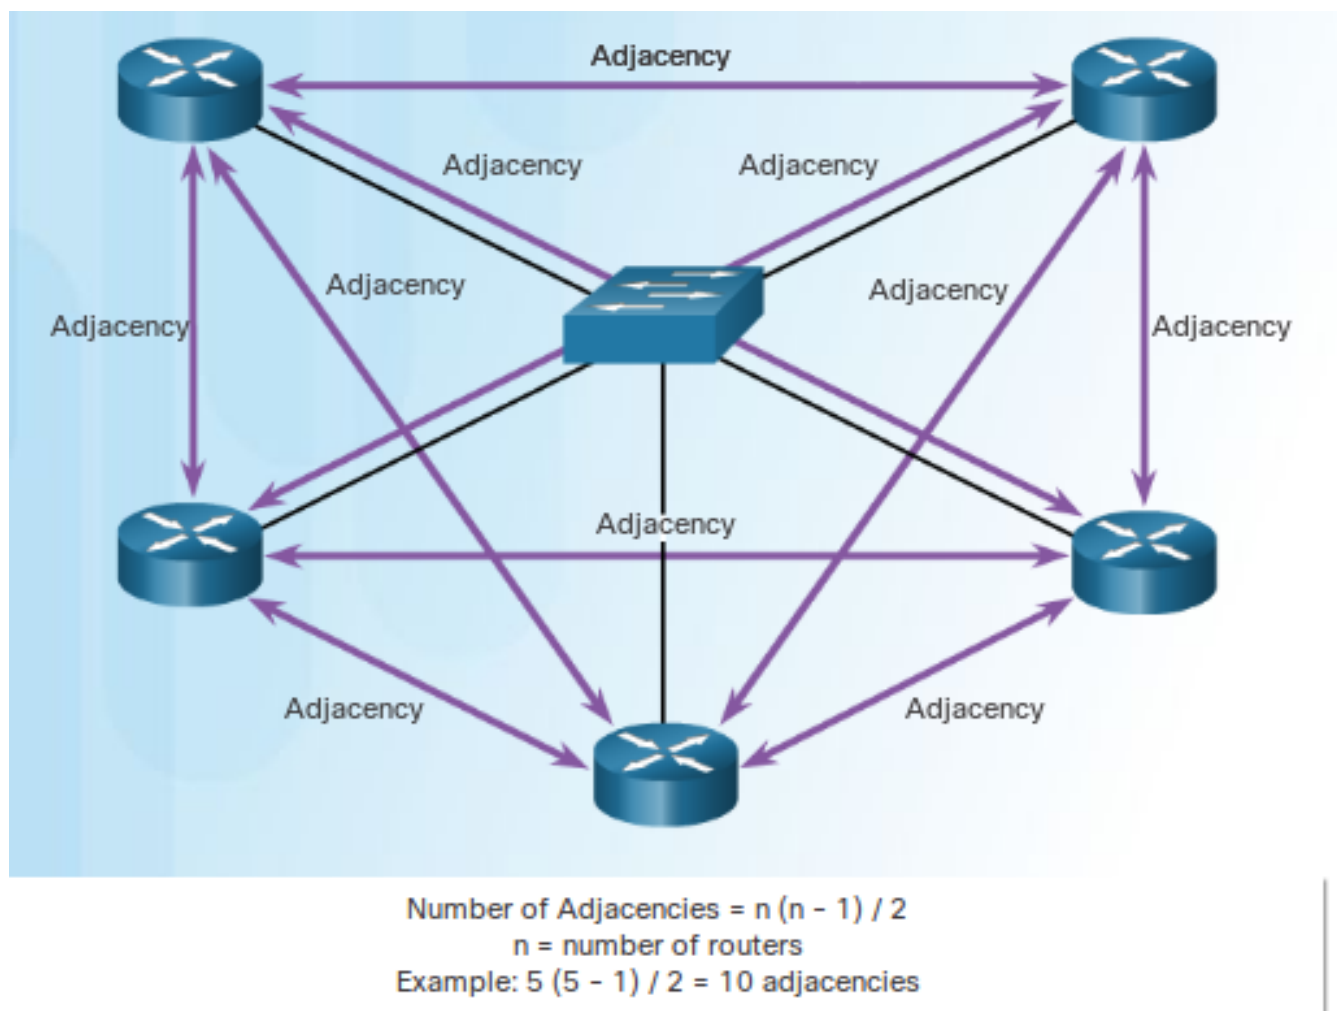 Adjacency
Adjacency
Adjacency
Adjacency
Adjacency
Adjacency
Adjacency
Adjacency
Adjacency
Adjacency
Number of Adjacencies = n (n – 1) / 2
n = number of routers
Example: 5 (5 – 1) / 2 = 10 adjacencies